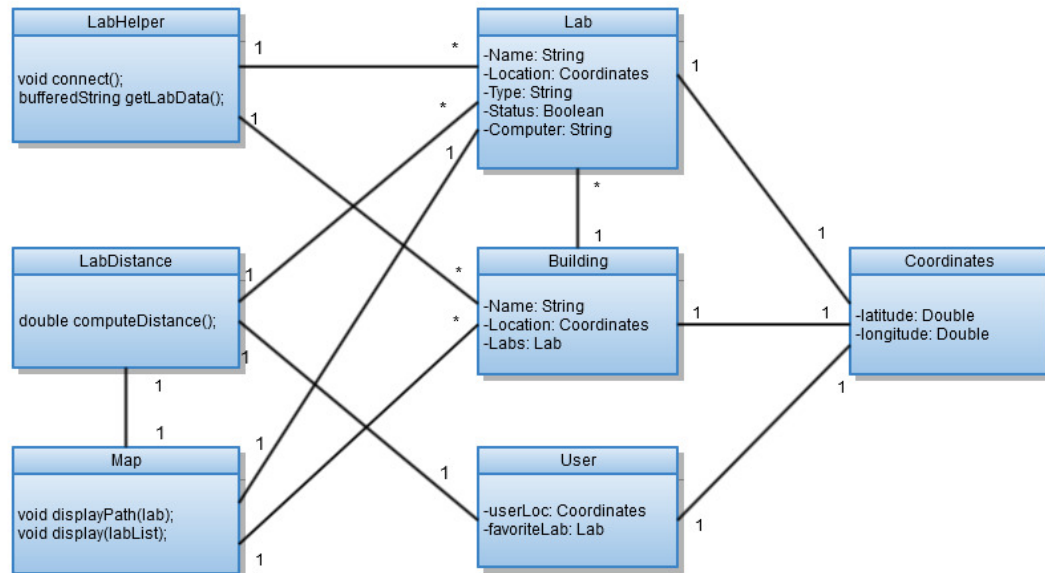 LabHelper
void connect();
bufferedString getLabData();
1
*
1
*
1
Lab
-Name: String
-Location: Coordinates
-Type: String
-Status: Boolean
-Computer: String
1
*
1
LabDistance
double computeDistance();
1
1
*
*
Building
-Name: String
-Location: Coordinates
-Labs: Lab
1
1
1
Coordinates
-latitude: Double
-longitude: Double
1
1
1
Map
void displayPath(lab);
void display(labList);
1
1
1
User
-userLoc: Coordinates
-favoriteLab: Lab
1